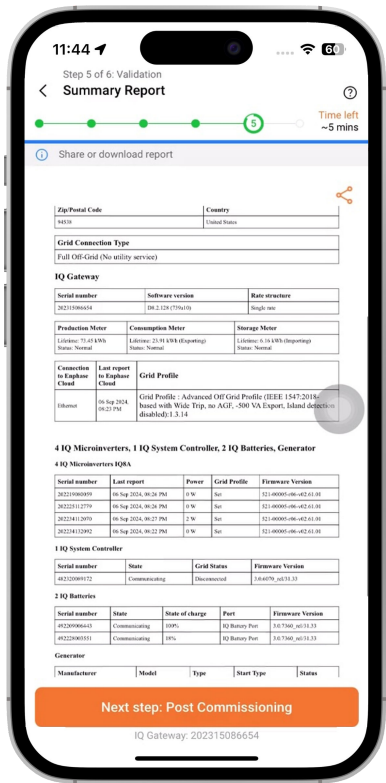 11:44
60
Step 5 of 6: Validation
Summary Report
Time left
5
~5 mins
Share or download report
Zip/Postal Code Country
94538 United States
Grid Connection Type
Full Off-Grid (No utility service)
IQ Gateway
Serial number Software version Rate structure
202315086654 D8.2.128 (739a10) Single rate
Production Meter Consumption Meter Storage Meter
Lifetime: 73.45 kWh Lifetime: 23.91 kWh (Exporting) Lifetime: 6.16 kWh (Importing)
Status: Normal Status: Normal Status: Normal
Connection to Enphase Cloud Last report to Enphase Cloud Grid Profile
Ethernet 06 Sep 2024, 08:23 PM Grid Profile : Advanced Off Grid Profile (IEEE 1547:2018-
based with Wide Trip, no AGF, -500 VA Export, Island detection
disabled):1.3.14
4 IQ Microinverters, 1 IQ System Controller, 2 IQ Batteries, Generator
4 IQ Microinverters IQ8A
Serial number Last report Power Grid Profile Firmware Version
202219080059 06 Sep 2024, 08:26 PM 0 W Set 521-00005-r06-v02.61.01
202225112779 06 Sep 2024, 08:26 PM 0 W Set 521-00005-r06-v02.61.01
202234112070 06 Sep 2024, 08:27 PM 2 W Set 521-00005-r06-v02.61.01
202234132092 06 Sep 2024, 08:22 PM 0 W Set 521-00005-r06-v02.61.01
1 IQ System Controller
Serial number State Grid Status Firmware Version
482320009172 Communicating Disconnected 3.0.6070_rel/31.33
2 IQ Batteries
Serial number State State of charge Port Firmware Version
492209006443 Communicating 100% IQ Battery Port 3.0.7360_rel/31.33
492228003551 Communicating 18% IQ Battery Port 3.0.7360_rel/31.33
Generator
Manufacturer Model Type Start Type Status
Next step: Post Commissioning
IQ Gateway: 202315086654